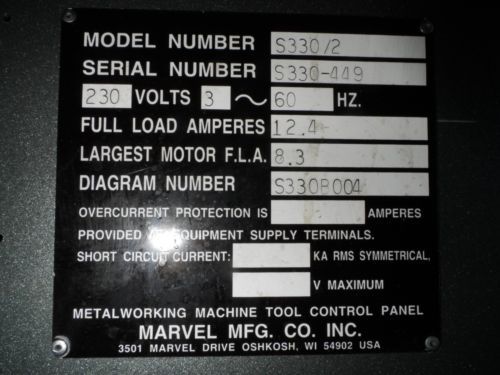 MODEL NUMBER S330/2
SERIAL NUMBER S330-449
230 VOLTS 3 ~ 60 HZ.
FULL LOAD AMPERES 12.4
LARGEST MOTOR F.L.A. 8.3
DIAGRAM NUMBER S330B004
OVERCURRENT PROTECTION IS AMPERES
PROVIDED AT EQUIPMENT SUPPLY TERMINALS.
SHORT CIRCUIT CURRENT: KA RMS SYMMETRICAL,
V MAXIMUM
METALWORKING MACHINE TOOL CONTROL PANEL
MARVEL MFG. CO. INC.
3501 MARVEL DRIVE OSHKOSH, WI 54902 USA